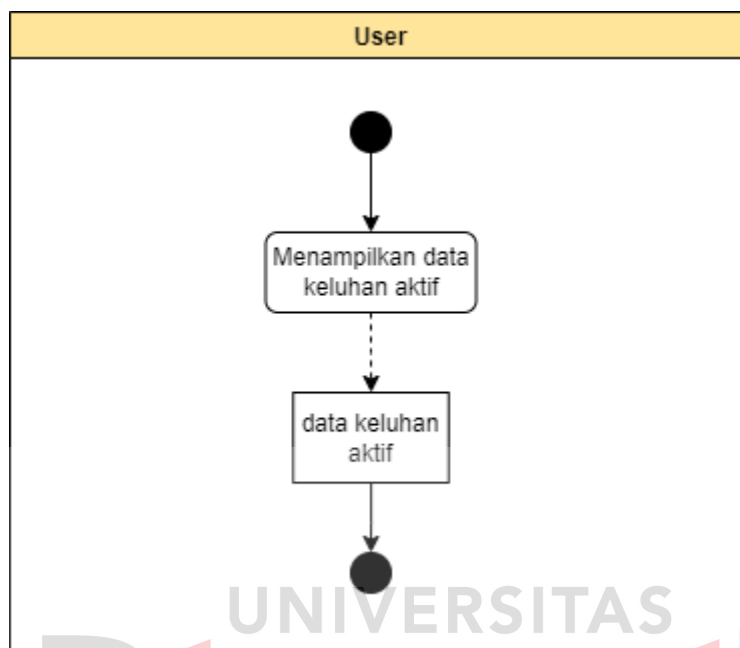 User
Menampilkan data
keluhan aktif
data keluhan
aktif
UNIVERSITAS